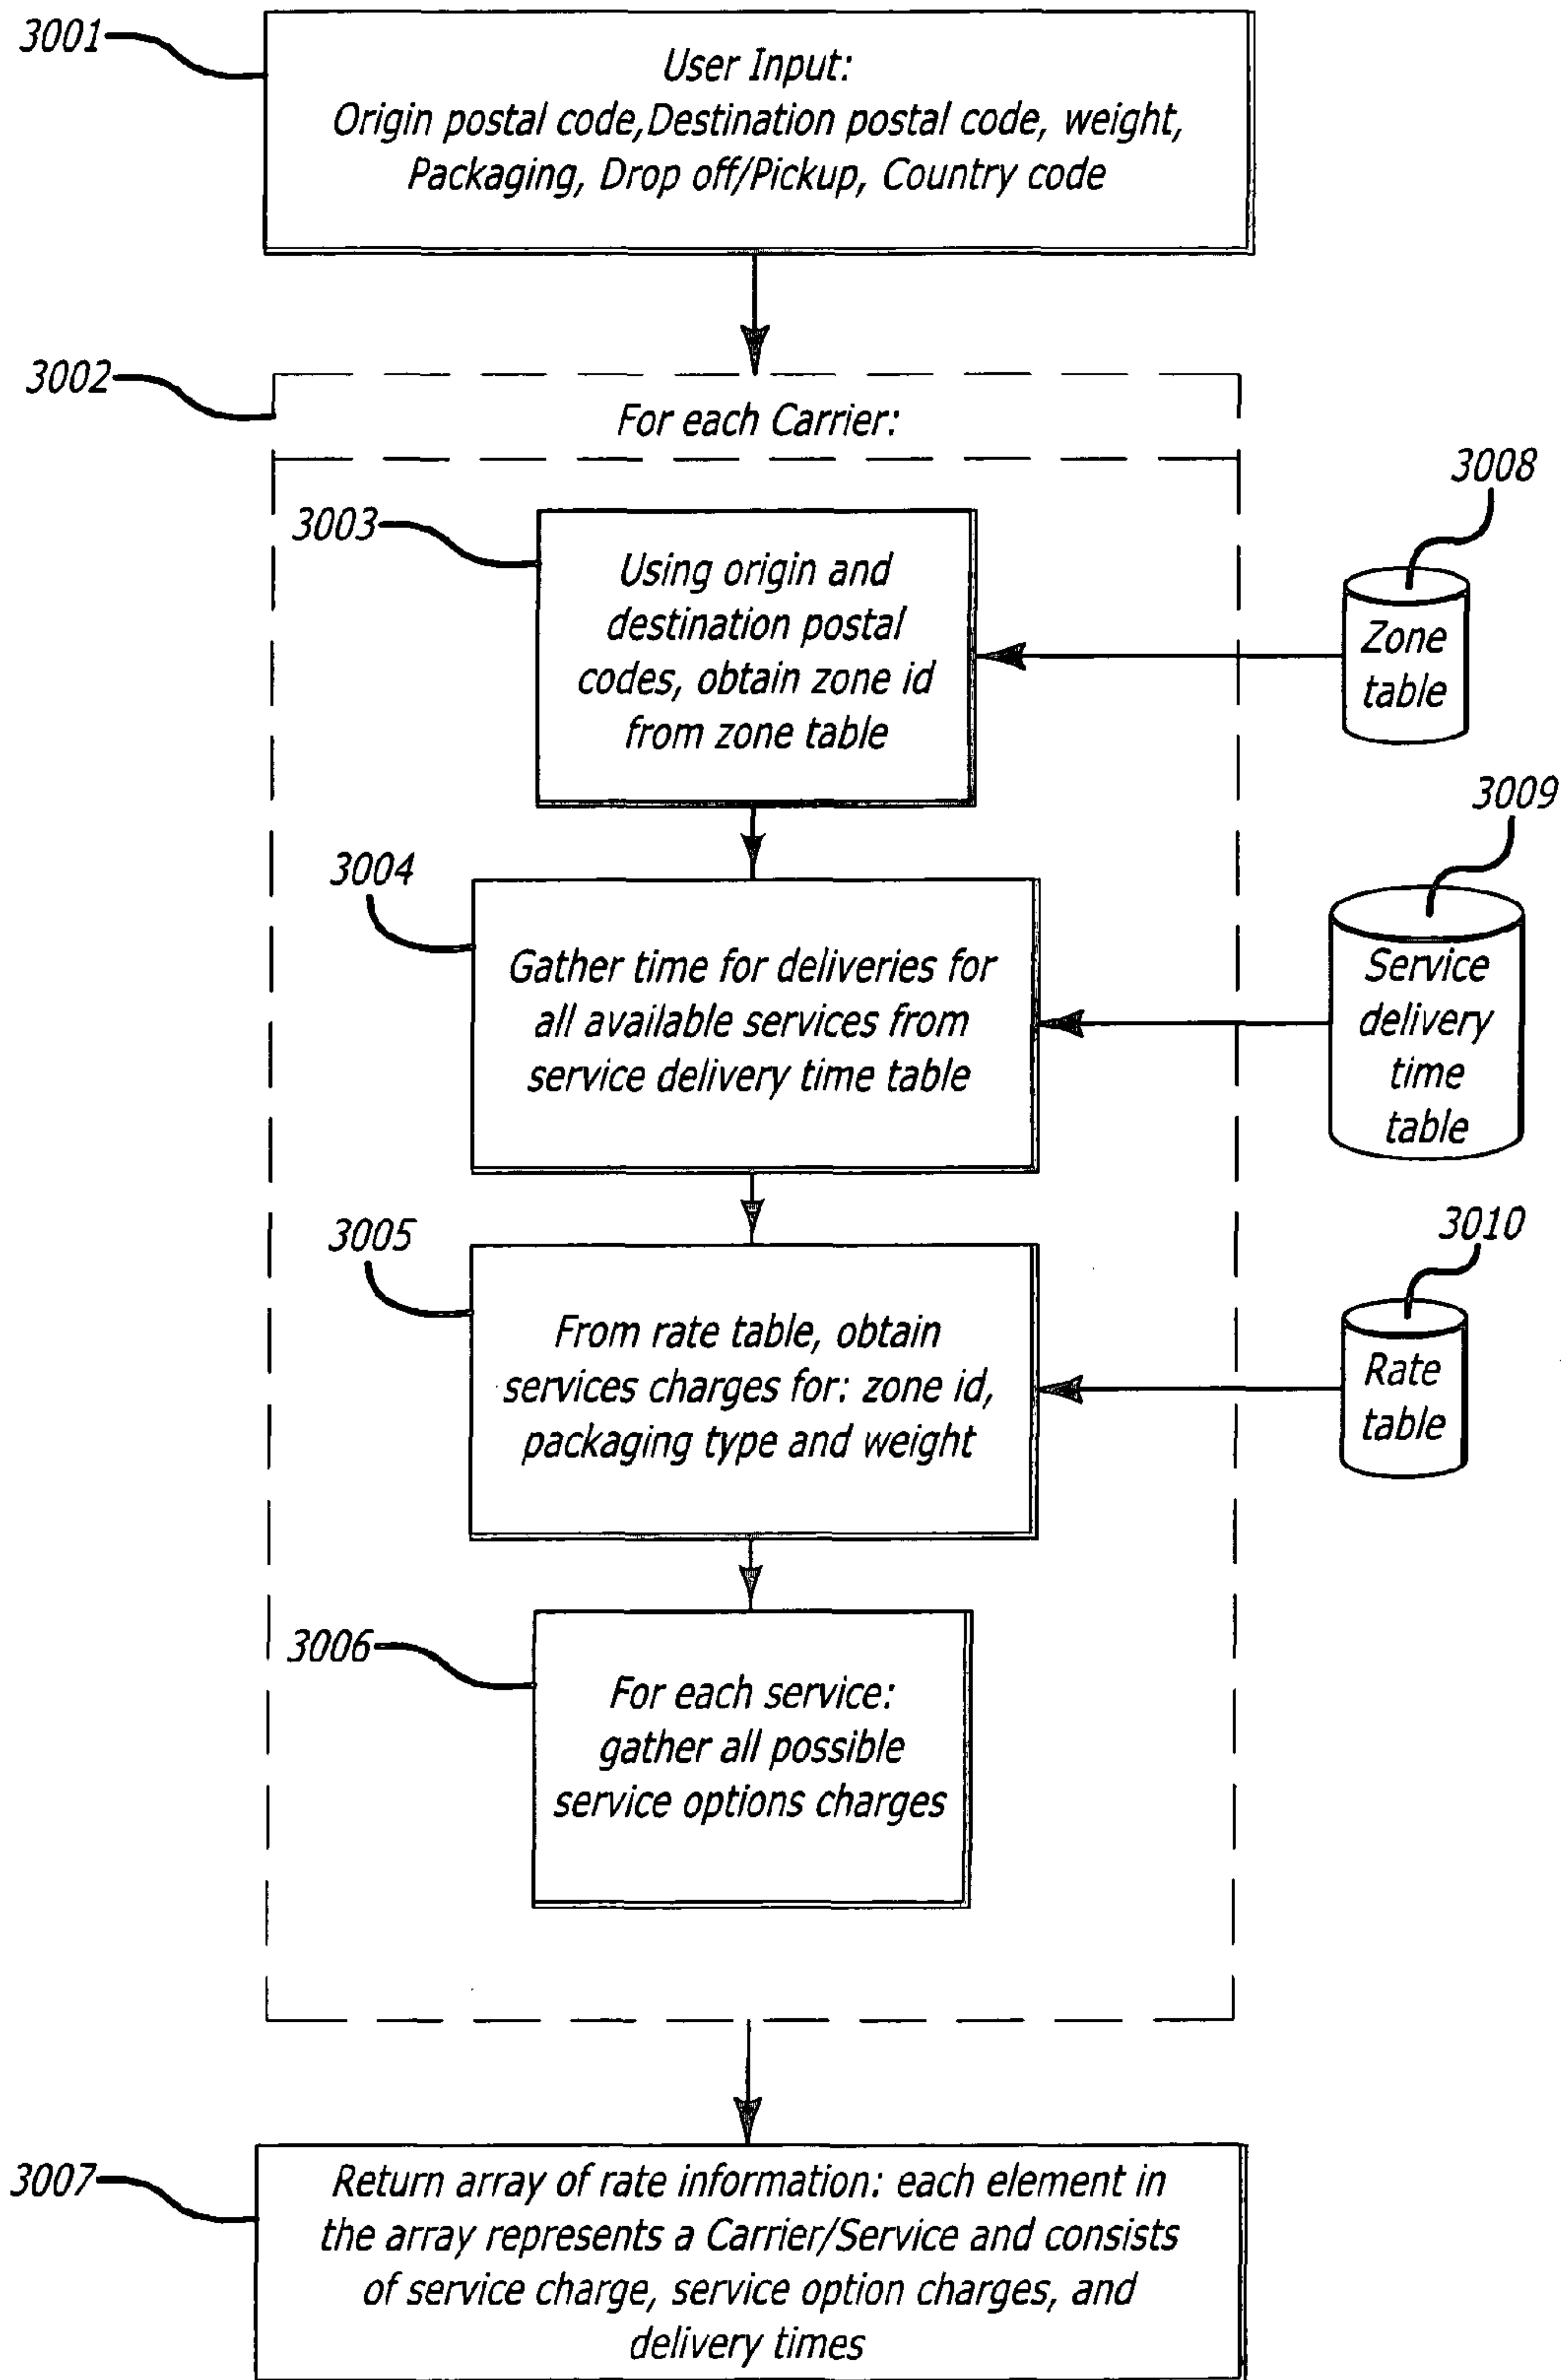 3001
User Input:
Origin postal code,Destination postal code, weight,
Packaging, Drop off/Pickup, Country code
3002
For each Carrier:
3003
Using origin and
destination postal
codes, obtain zone id
from zone table
3008
Zone
table
3004
Gather time for deliveries for
all available services from
service delivery time table
3009
Service
delivery
time
table
3005
From rate table, obtain
services charges for: zone id,
packaging type and weight
3010
Rate
table
3006
For each service:
gather all possible
service options charges
3007
Return array of rate information: each element in
the array represents a Carrier/Service and consists
of service charge, service option charges, and
delivery times